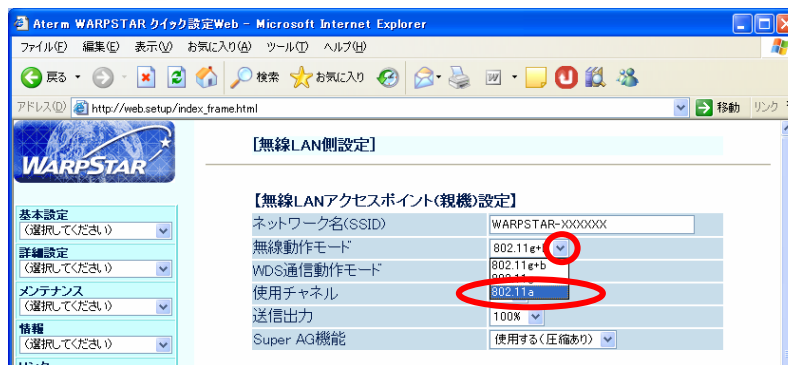 Aterm WARPSTAR クイック設定Web - Microsoft Internet Explorer
ファイル(F) 編集(E) 表示(V) お気に入り(A) ツール(T) ヘルプ(H)
戻る 検索 お気に入り
アドレス(D) http://web.setup/index_frame.html 移動 リンク
WARPSTAR
[無線LAN側設定]
【無線LANアクセスポイント(親機)設定】
基本設定
(選択してください)
詳細設定
(選択してください)
メンテナンス
(選択してください)
情報
(選択してください)
ネットワーク名(SSID) WARPSTAR-XXXXXX
無線動作モード 802.11g+b
802.11g+b
WDS通信動作モード
802.11a
使用チャネル
送信出力 100%
Super AG機能 使用する(圧縮あり)